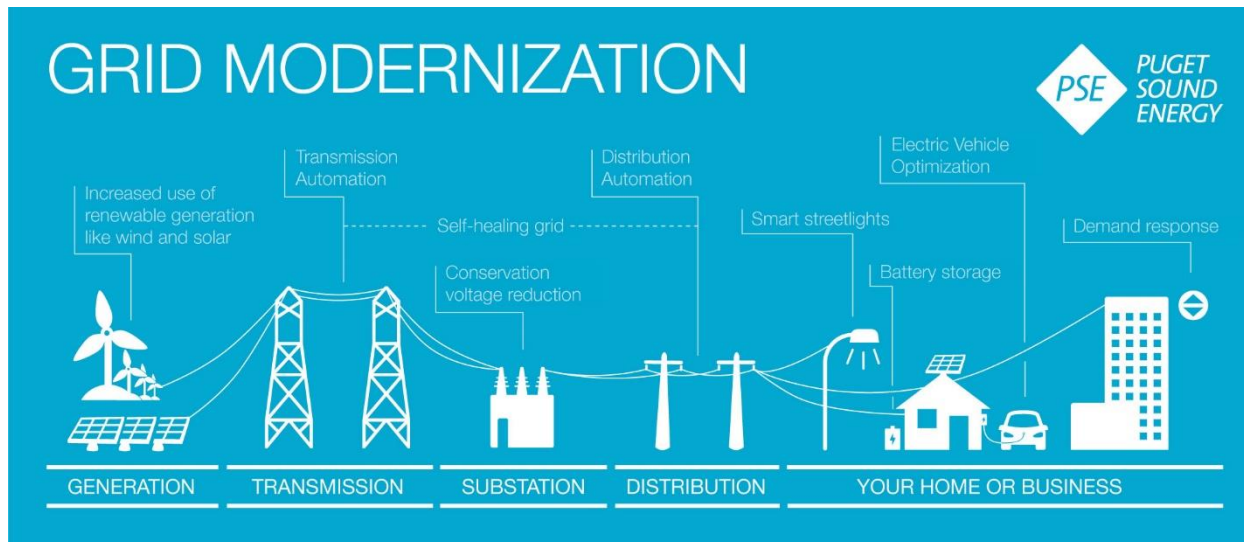 GRID MODERNIZATION
PSE
PUGET
SOUND
ENERGY
Increased use of
renewable generation
like wind and solar
Transmission
Automation
Self-healing grid
Conservation
voltage reduction
Distribution
Automation
Smart streetlights
Electric Vehicle
Optimization
Battery storage
Demand response
GENERATION
TRANSMISSION
SUBSTATION
DISTRIBUTION
YOUR HOME OR BUSINESS